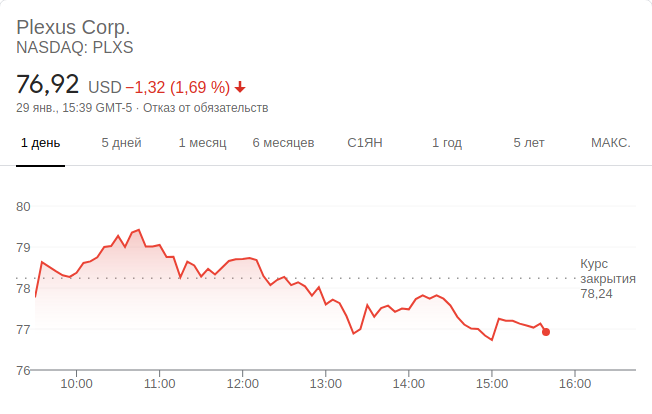 Plexus Corp.
NASDAQ: PLXS
76,92 USD −1,32 (1,69 %)
29 янв., 15:39 GMT-5 · Отказ от обязательств
1 день 5 дней 1 месяц 6 месяцев С1ЯН 1 год 5 лет МАКС.
80
79
Курс
закрытия
78,24
78
77
76
10:00 11:00 12:00 13:00 14:00 15:00 16:00